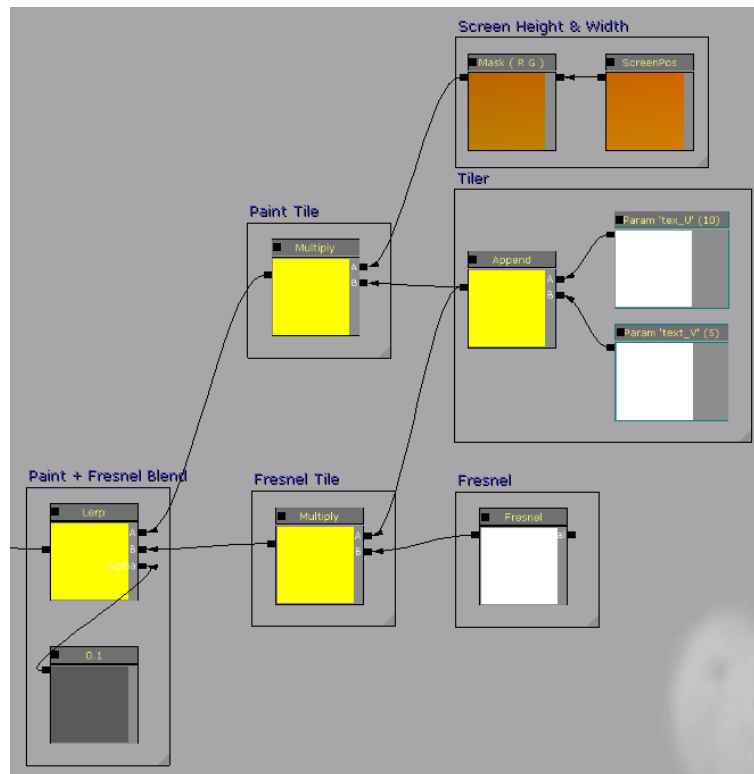 Screen Height & Width
Mask ( R G )
ScreenPos
Tiler
Param 'tex_U' (10)
Paint Tile
Multiply
A
B
Append
A
B
Param 'text_V' (5)
Paint + Fresnel Blend
Fresnel Tile
Fresnel
Lerp
A
B
Alpha
Multiply
A
B
Fresnel
a
0.1